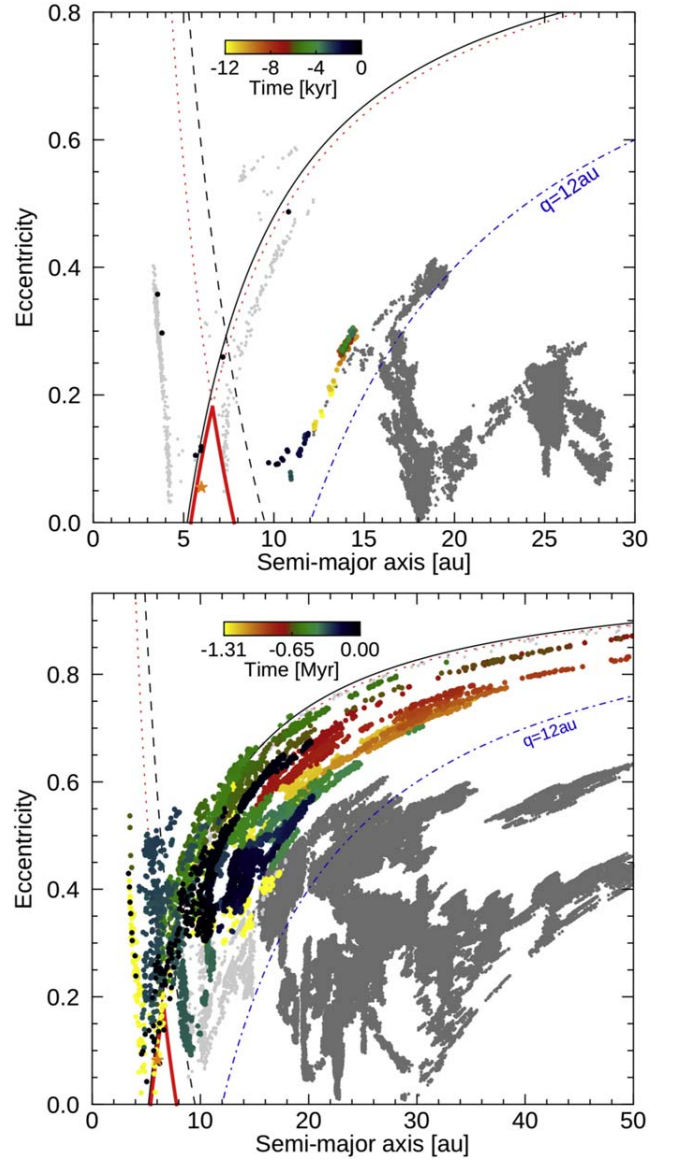 0.8
0.6
0.4
0.2
0.0
Eccentricity
-12 -8 -4 0
Time [kyr]
q=12au
0 5 10 15 20 25 30
Semi-major axis [au]
0.8
0.6
0.4
0.2
0.0
Eccentricity
-1.31 -0.65 0.00
Time [Myr]
q=12au
0 10 20 30 40 50
Semi-major axis [au]